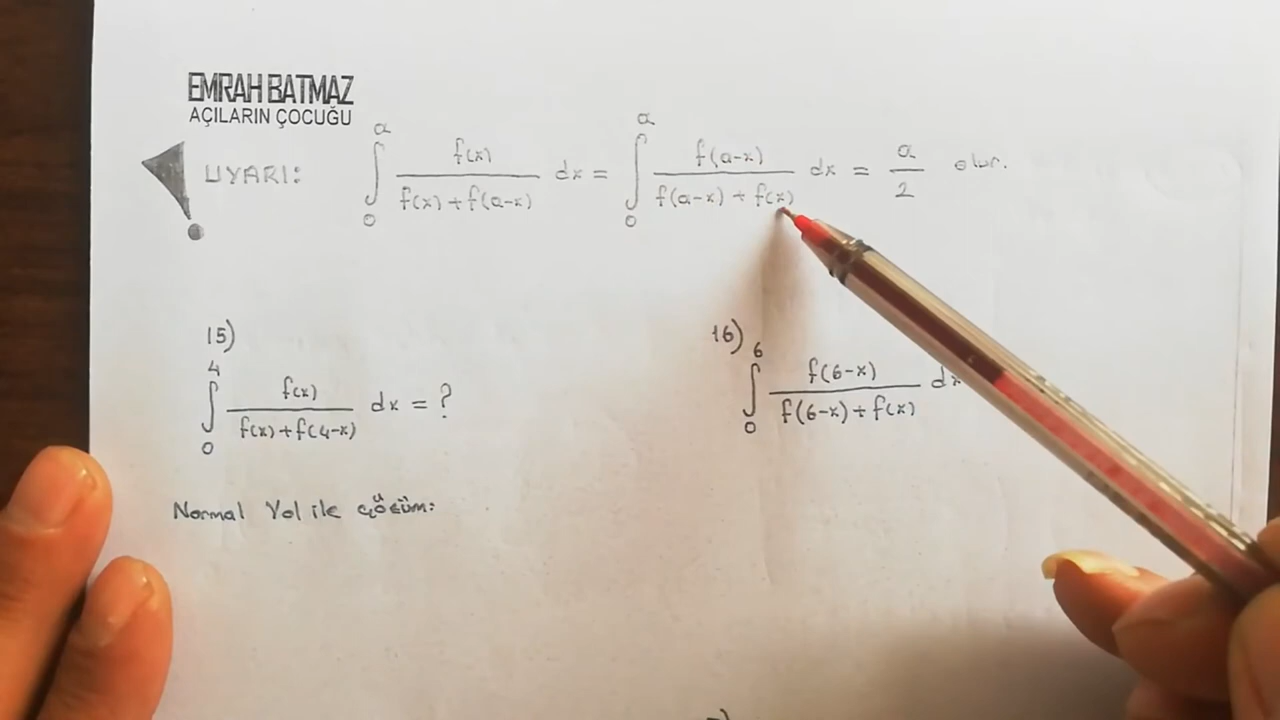 EMRAH BATMAZ
AÇILARIN ÇOCUĞU
UYARI: ∫₀ᵃ f(x) / (f(x)+f(a-x)) dx = ∫₀ᵃ f(a-x) / (f(a-x)+f(x)) dx = a/2 olur.
15) ∫₀⁴ f(x) / (f(x)+f(4-x)) dx = ?
16) ∫₀⁶ f(6-x) / (f(6-x)+f(x)) dx
Normal Yol ile çözüm: